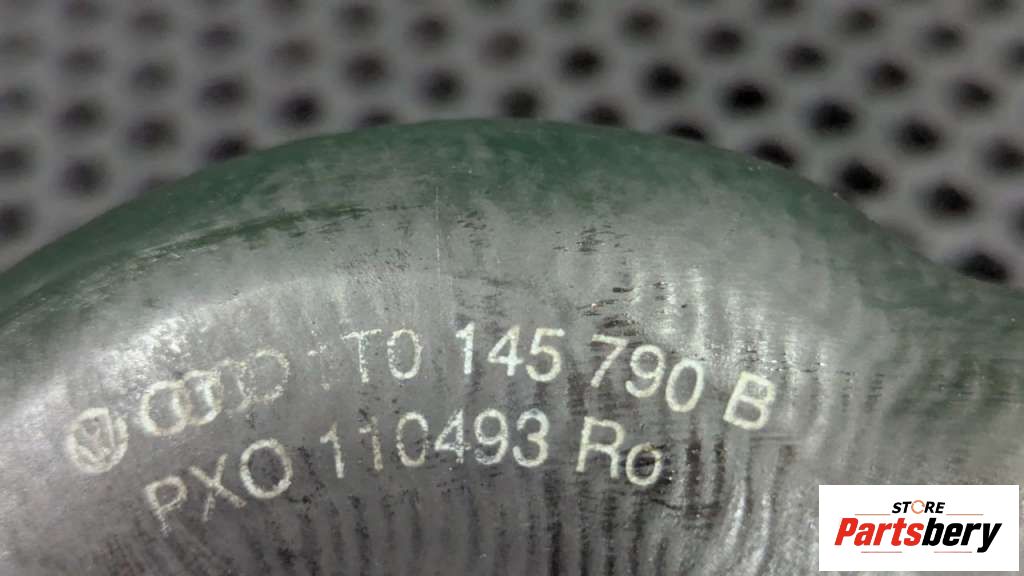 1T0 145 790 B
PXO 110493 Ro
STORE
Partsbery